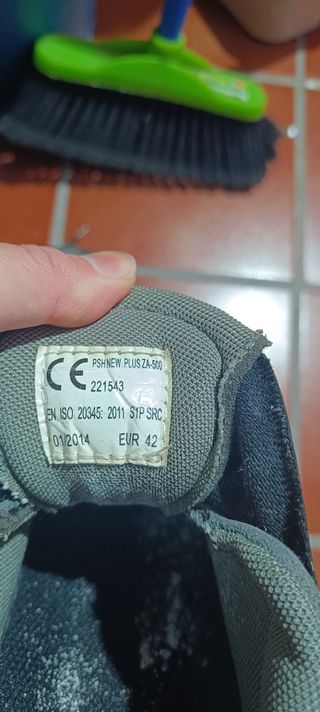 CE PSH NEW PLUS ZA-500
221543
EN ISO 20345: 2011 S1P SRC
01/2014 EUR 42